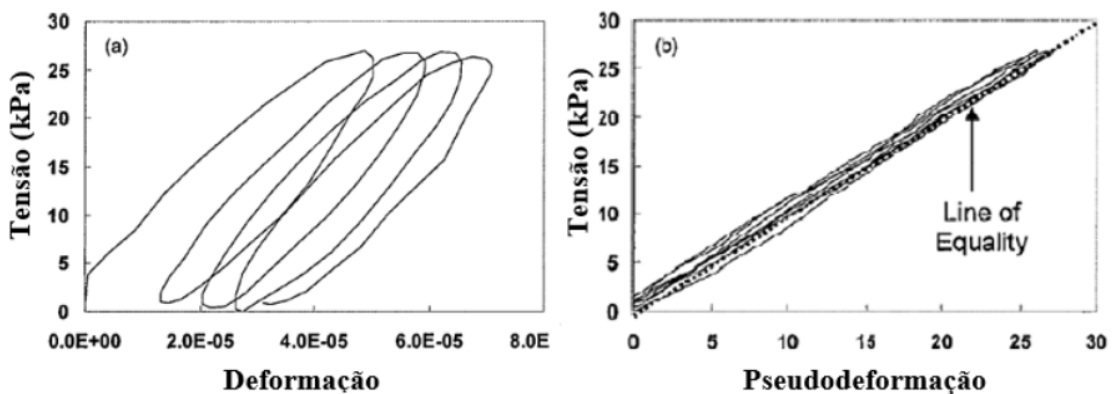 (a)
Tensão (kPa)
30
25
20
15
10
5
0
0.0E+00 2.0E-05 4.0E-05 6.0E-05 8.0E-05
Deformação
(b)
Tensão (kPa)
30
25
20
15
10
5
0
Line of
Equality
0 5 10 15 20 25 30
Pseudodeformação